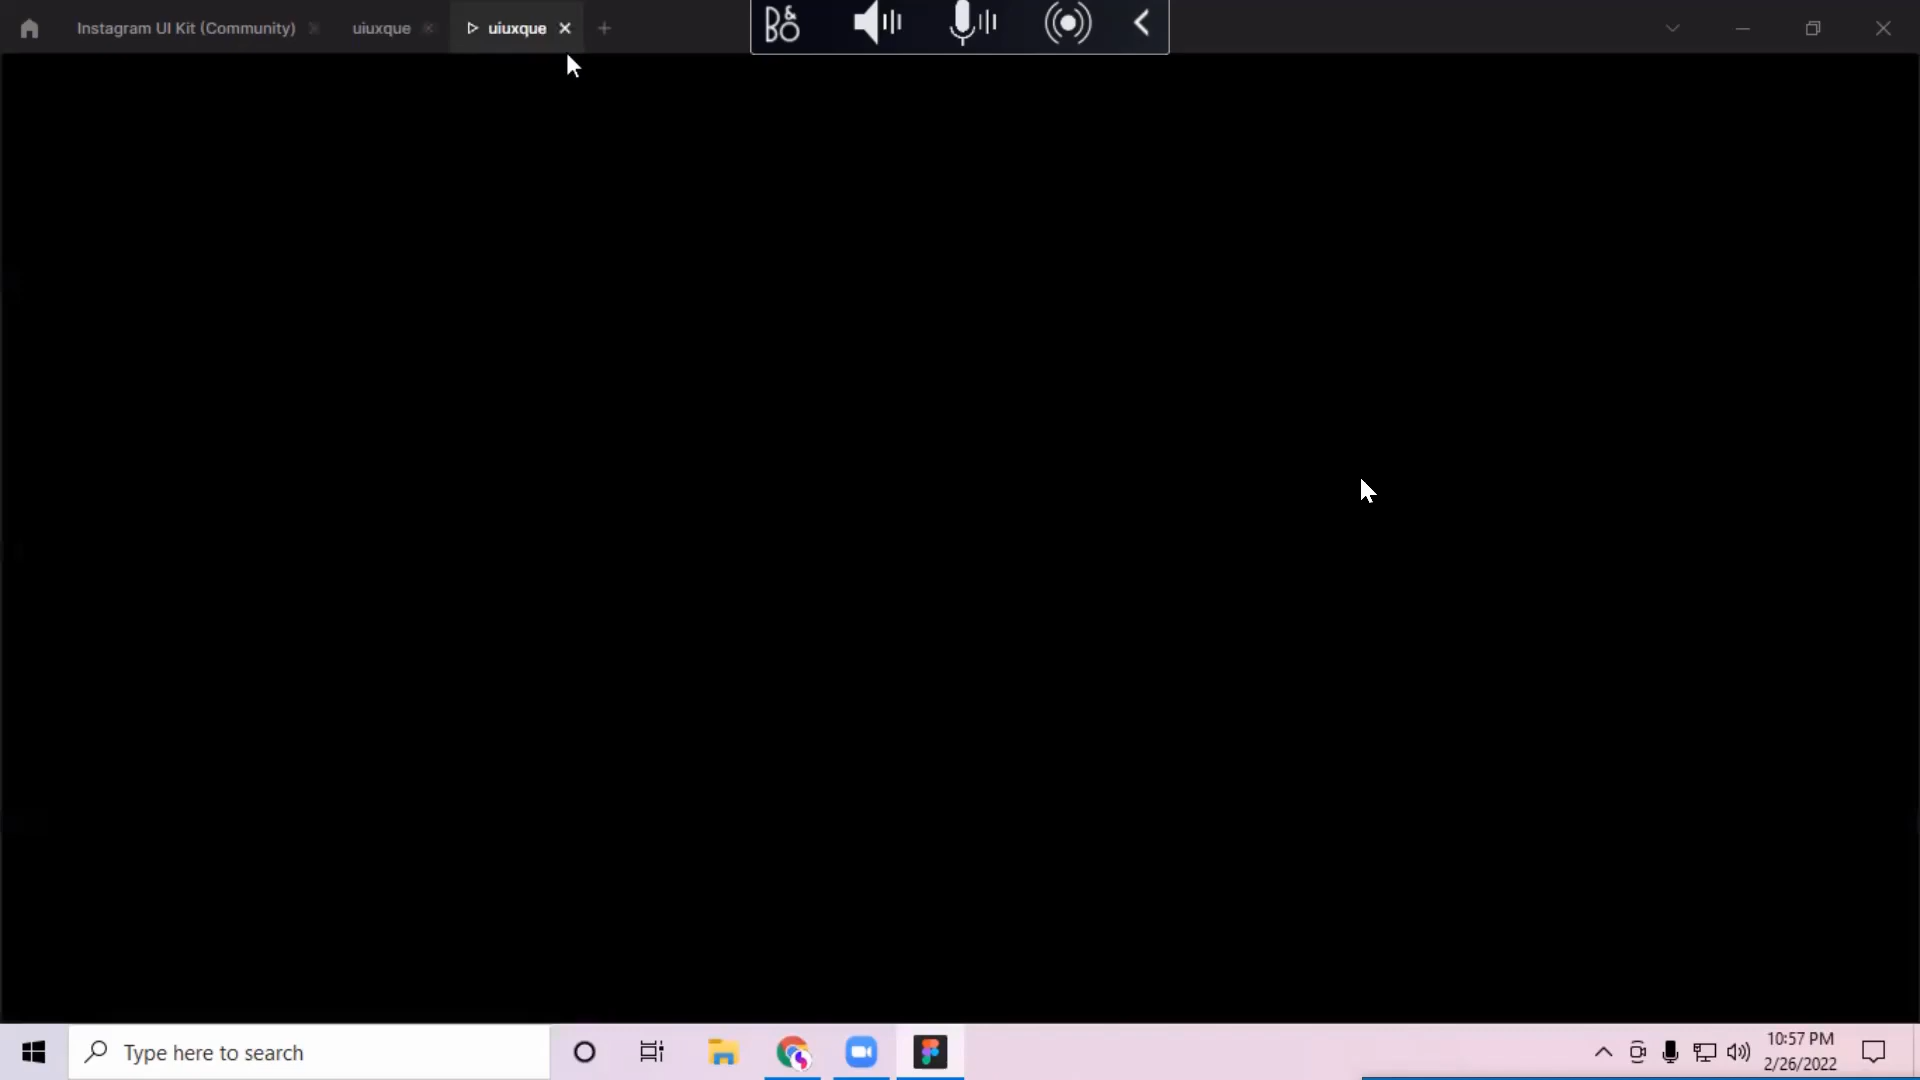 Instagram UI Kit (Community)
uiuxque
uiuxque
B&O
Type here to search
10:57 PM
2/26/2022